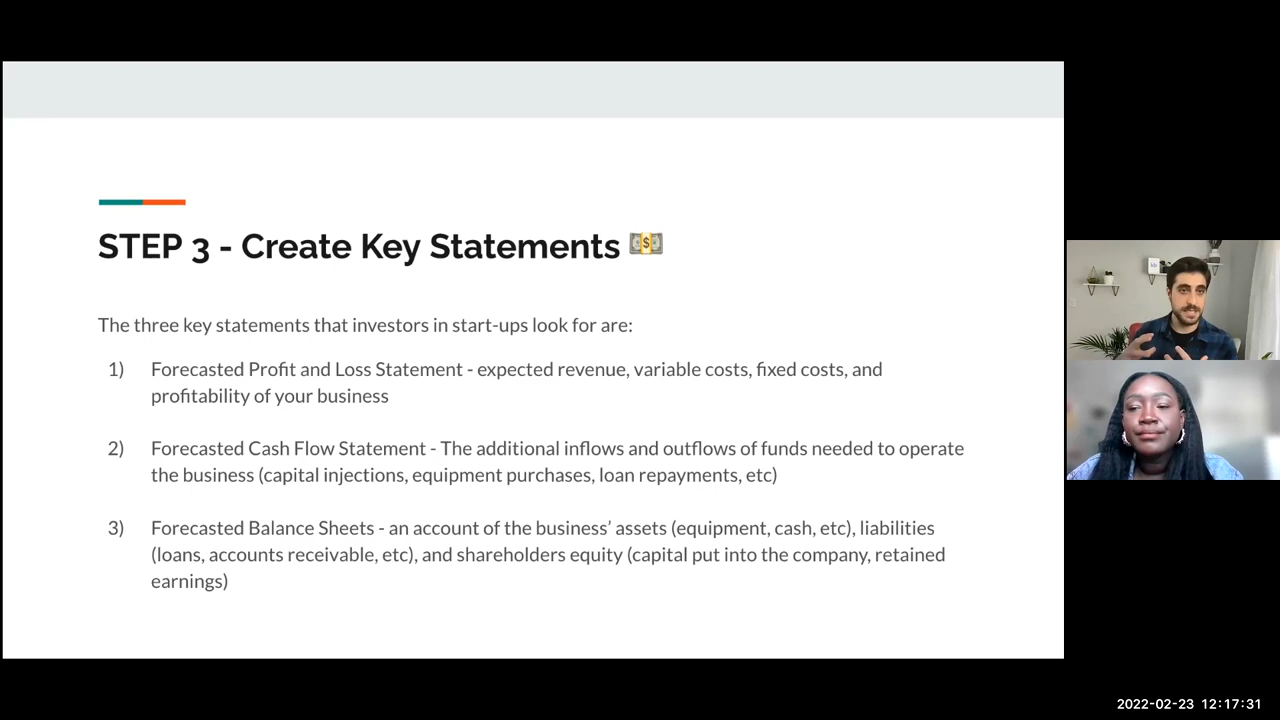 STEP 3 - Create Key Statements 💵
The three key statements that investors in start-ups look for are:
1) Forecasted Profit and Loss Statement - expected revenue, variable costs, fixed costs, and
profitability of your business
2) Forecasted Cash Flow Statement - The additional inflows and outflows of funds needed to operate
the business (capital injections, equipment purchases, loan repayments, etc)
3) Forecasted Balance Sheets - an account of the business’ assets (equipment, cash, etc), liabilities
(loans, accounts receivable, etc), and shareholders equity (capital put into the company, retained
earnings)
2022-02-23 12:17:31